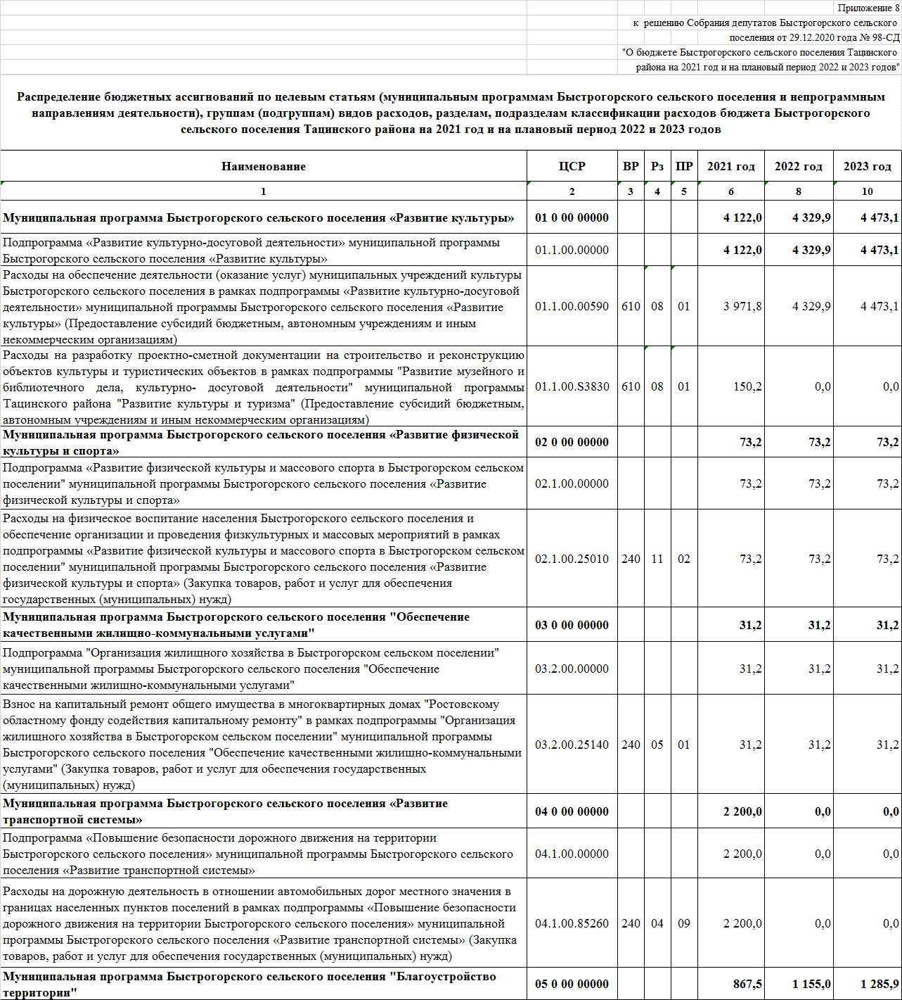 Приложение 8
к решению Собрания депутатов Быстрогорского сельского
поселения от 29.12.2020 года № 98-СД
"О бюджете Быстрогорского сельского поселения Тацинского
района на 2021 год и на плановый период 2022 и 2023 годов"
Распределение бюджетных ассигнований по целевым статьям (муниципальным программам Быстрогорского сельского поселения и непрограммным
направлениям деятельности), группам (подгруппам) видов расходов, разделам, подразделам классификации расходов бюджета Быстрогорского
сельского поселения Тацинского района на 2021 год и на плановый период 2022 и 2023 годов
Наименование ЦСР ВР Рз ПР 2021 год 2022 год 2023 год
1 2 3 4 5 6 8 10
Муниципальная программа Быстрогорского сельского поселения «Развитие культуры» 01 0 00 00000 4 122,0 4 329,9 4 473,1
Подпрограмма «Развитие культурно-досуговой деятельности» муниципальной программы
Быстрогорского сельского поселения «Развитие культуры»
01.1.00.00000 4 122,0 4 329,9 4 473,1
Расходы на обеспечение деятельности (оказание услуг) муниципальных учреждений культуры
Быстрогорского сельского поселения в рамках подпрограммы «Развитие культурно-досуговой
деятельности» муниципальной программы Быстрогорского сельского поселения «Развитие
культуры» (Предоставление субсидий бюджетным, автономным учреждениям и иным
некоммерческим организациям)
01.1.00.00590 610 08 01 3 971,8 4 329,9 4 473,1
Расходы на разработку проектно-сметной документации на строительство и реконструкцию
объектов культуры и туристических объектов в рамках подпрограммы "Развитие музейного и
библиотечного дела, культурно- досуговой деятельности" муниципальной программы
Тацинского района "Развитие культуры и туризма" (Предоставление субсидий бюджетным,
автономным учреждениям и иным некоммерческим организациям)
01.1.00.S3830 610 08 01 150,2 0,0 0,0
Муниципальная программа Быстрогорского сельского поселения «Развитие физической
культуры и спорта»
02 0 00 00000 73,2 73,2 73,2
Подпрограмма «Развитие физической культуры и массового спорта в Быстрогорском сельском
поселении" муниципальной программы Быстрогорского сельского поселения «Развитие
физической культуры и спорта»
02.1.00.00000 73,2 73,2 73,2
Расходы на физическое воспитание населения Быстрогорского сельского поселения и
обеспечение организации и проведения физкультурных и массовых мероприятий в рамках
подпрограммы «Развитие физической культуры и массового спорта в Быстрогорском сельском
поселении" муниципальной программы Быстрогорского сельского поселения «Развитие
физической культуры и спорта» (Закупка товаров, работ и услуг для обеспечения
государственных (муниципальных) нужд)
02.1.00.25010 240 11 02 73,2 73,2 73,2
Муниципальная программа Быстрогорского сельского поселения "Обеспечение
качественными жилищно-коммунальными услугами"
03 0 00 00000 31,2 31,2 31,2
Подпрограмма "Организация жилищного хозяйства в Быстрогорском сельском поселении"
муниципальной программы Быстрогорского сельского поселения "Обеспечение
качественными жилищно-коммунальными услугами"
03.2.00.00000 31,2 31,2 31,2
Взнос на капитальный ремонт общего имущества в многоквартирных домах "Ростовскому
областному фонду содействия капитальному ремонту" в рамках подпрограммы "Организация
жилищного хозяйства в Быстрогорском сельском поселении" муниципальной программы
Быстрогорского сельского поселения "Обеспечение качественными жилищно-коммунальными
услугами" (Закупка товаров, работ и услуг для обеспечения государственных
(муниципальных) нужд)
03.2.00.25140 240 05 01 31,2 31,2 31,2
Муниципальная программа Быстрогорского сельского поселения «Развитие
транспортной системы»
04 0 00 00000 2 200,0 0,0 0,0
Подпрограмма «Повышение безопасности дорожного движения на территории
Быстрогорского сельского поселения» муниципальной программы Быстрогорского сельского
поселения «Развитие транспортной системы»
04.1.00.00000 2 200,0 0,0 0,0
Расходы на дорожную деятельность в отношении автомобильных дорог местного значения в
границах населенных пунктов поселений в рамках подпрограммы «Повышение безопасности
дорожного движения на территории Быстрогорского сельского поселения» муниципальной
программы Быстрогорского сельского поселения «Развитие транспортной системы» (Закупка
товаров, работ и услуг для обеспечения государственных (муниципальных) нужд)
04.1.00.85260 240 04 09 2 200,0 0,0 0,0
Муниципальная программа Быстрогорского сельского поселения "Благоустройство
территории"
05 0 00 00000 867,5 1 155,0 1 285,9